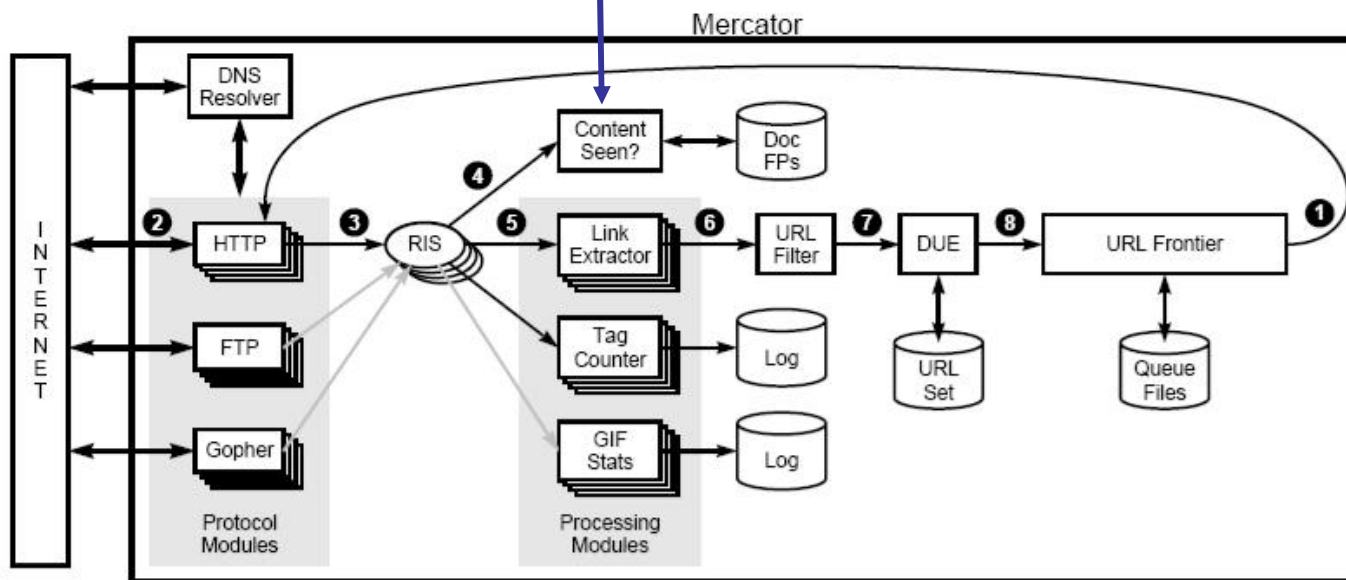 Mercator
INTERNET
DNS
Resolver
Content
Seen?
Doc
FPs
4
1
2
HTTP
3
RIS
5
Link
Extractor
6
URL
Filter
7
DUE
8
URL Frontier
FTP
Tag
Counter
Log
URL
Set
Queue
Files
Gopher
GIF
Stats
Log
Protocol
Modules
Processing
Modules